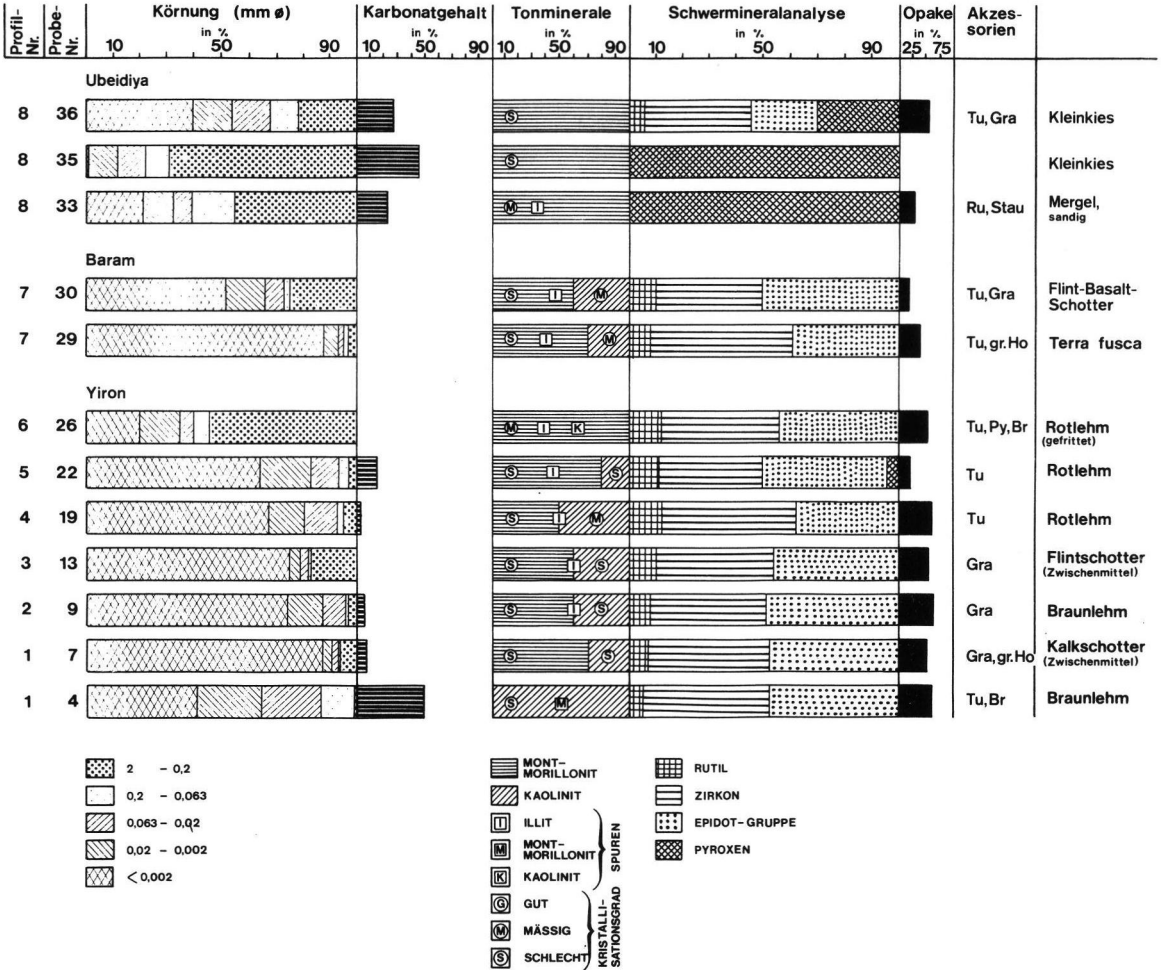 Profil-Nr. Probe-Nr. Körnung (mm ø) Karbonatgehalt Tonminerale Schwermineralanalyse Opake Akzes-
sorien
in % in % in % in % in %
10 50 90 10 50 90 10 50 90 10 50 90 25 75
Ubeidiya
8 36 S Tu, Gra Kleinkies
8 35 S Kleinkies
8 33 M I Ru, Stau Mergel,
sandig
Baram
7 30 S I M Tu, Gra Flint-Basalt-
Schotter
7 29 S I M Tu, gr. Ho Terra fusca
Yiron
6 26 M I K Tu, Py, Br Rotlehm
(gefrittet)
5 22 S I S Tu Rotlehm
4 19 S I M Tu Rotlehm
3 13 S I S Gra Flintschotter
(Zwischenmittel)
2 9 S I S Gra Braunlehm
1 7 S S Gra, gr. Ho Kalkschotter
(Zwischenmittel)
1 4 S M Tu, Br Braunlehm
2 – 0,2
0,2 – 0,063
0,063 – 0,02
0,02 – 0,002
< 0,002
MONT-
MORILLONIT
KAOLINIT
I ILLIT
M MONT-
MORILLONIT
K KAOLINIT
SPUREN
G GUT
M MÄSSIG
S SCHLECHT
KRISTALLI-
SATIONSGRAD
RUTIL
ZIRKON
EPIDOT-GRUPPE
PYROXEN